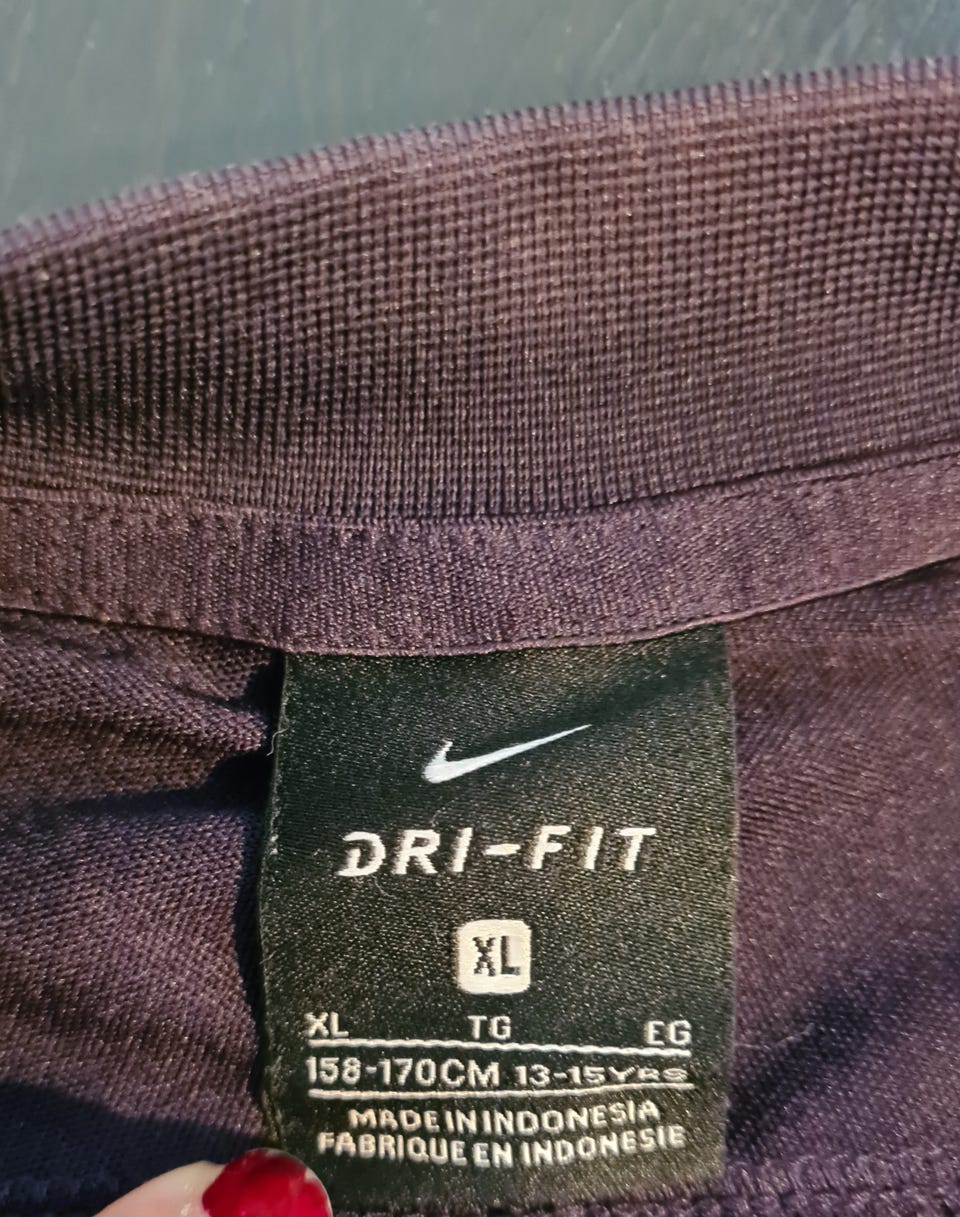 DRI-FIT
XL
XL TG EG
158-170CM 13-15YRS
MADE IN INDONESIA
FABRIQUE EN INDONESIE